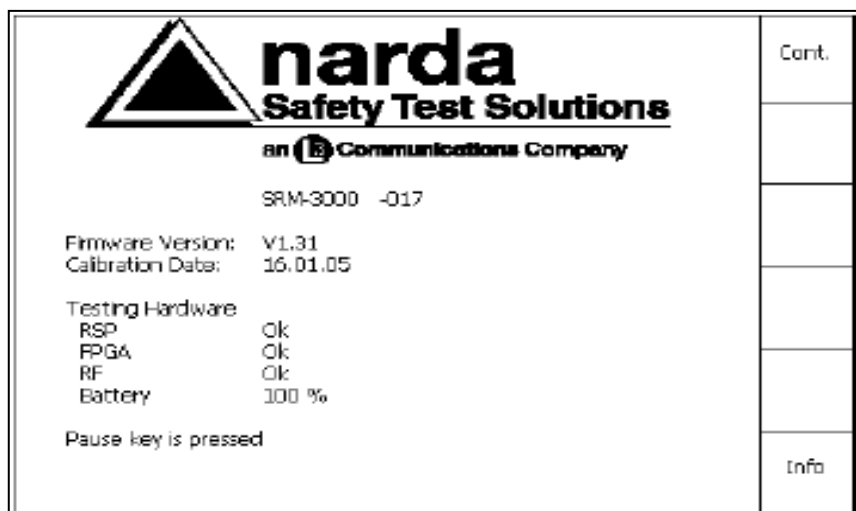 narda
Safety Test Solutions
an L3 Communications Company
SRM-3000 -017
Firmware Version: V1.31
Calibration Date: 16.01.05
Testing Hardware
RSP Ok
FPGA Ok
RF Ok
Battery 100 %
Pause key is pressed
Cont.
Info